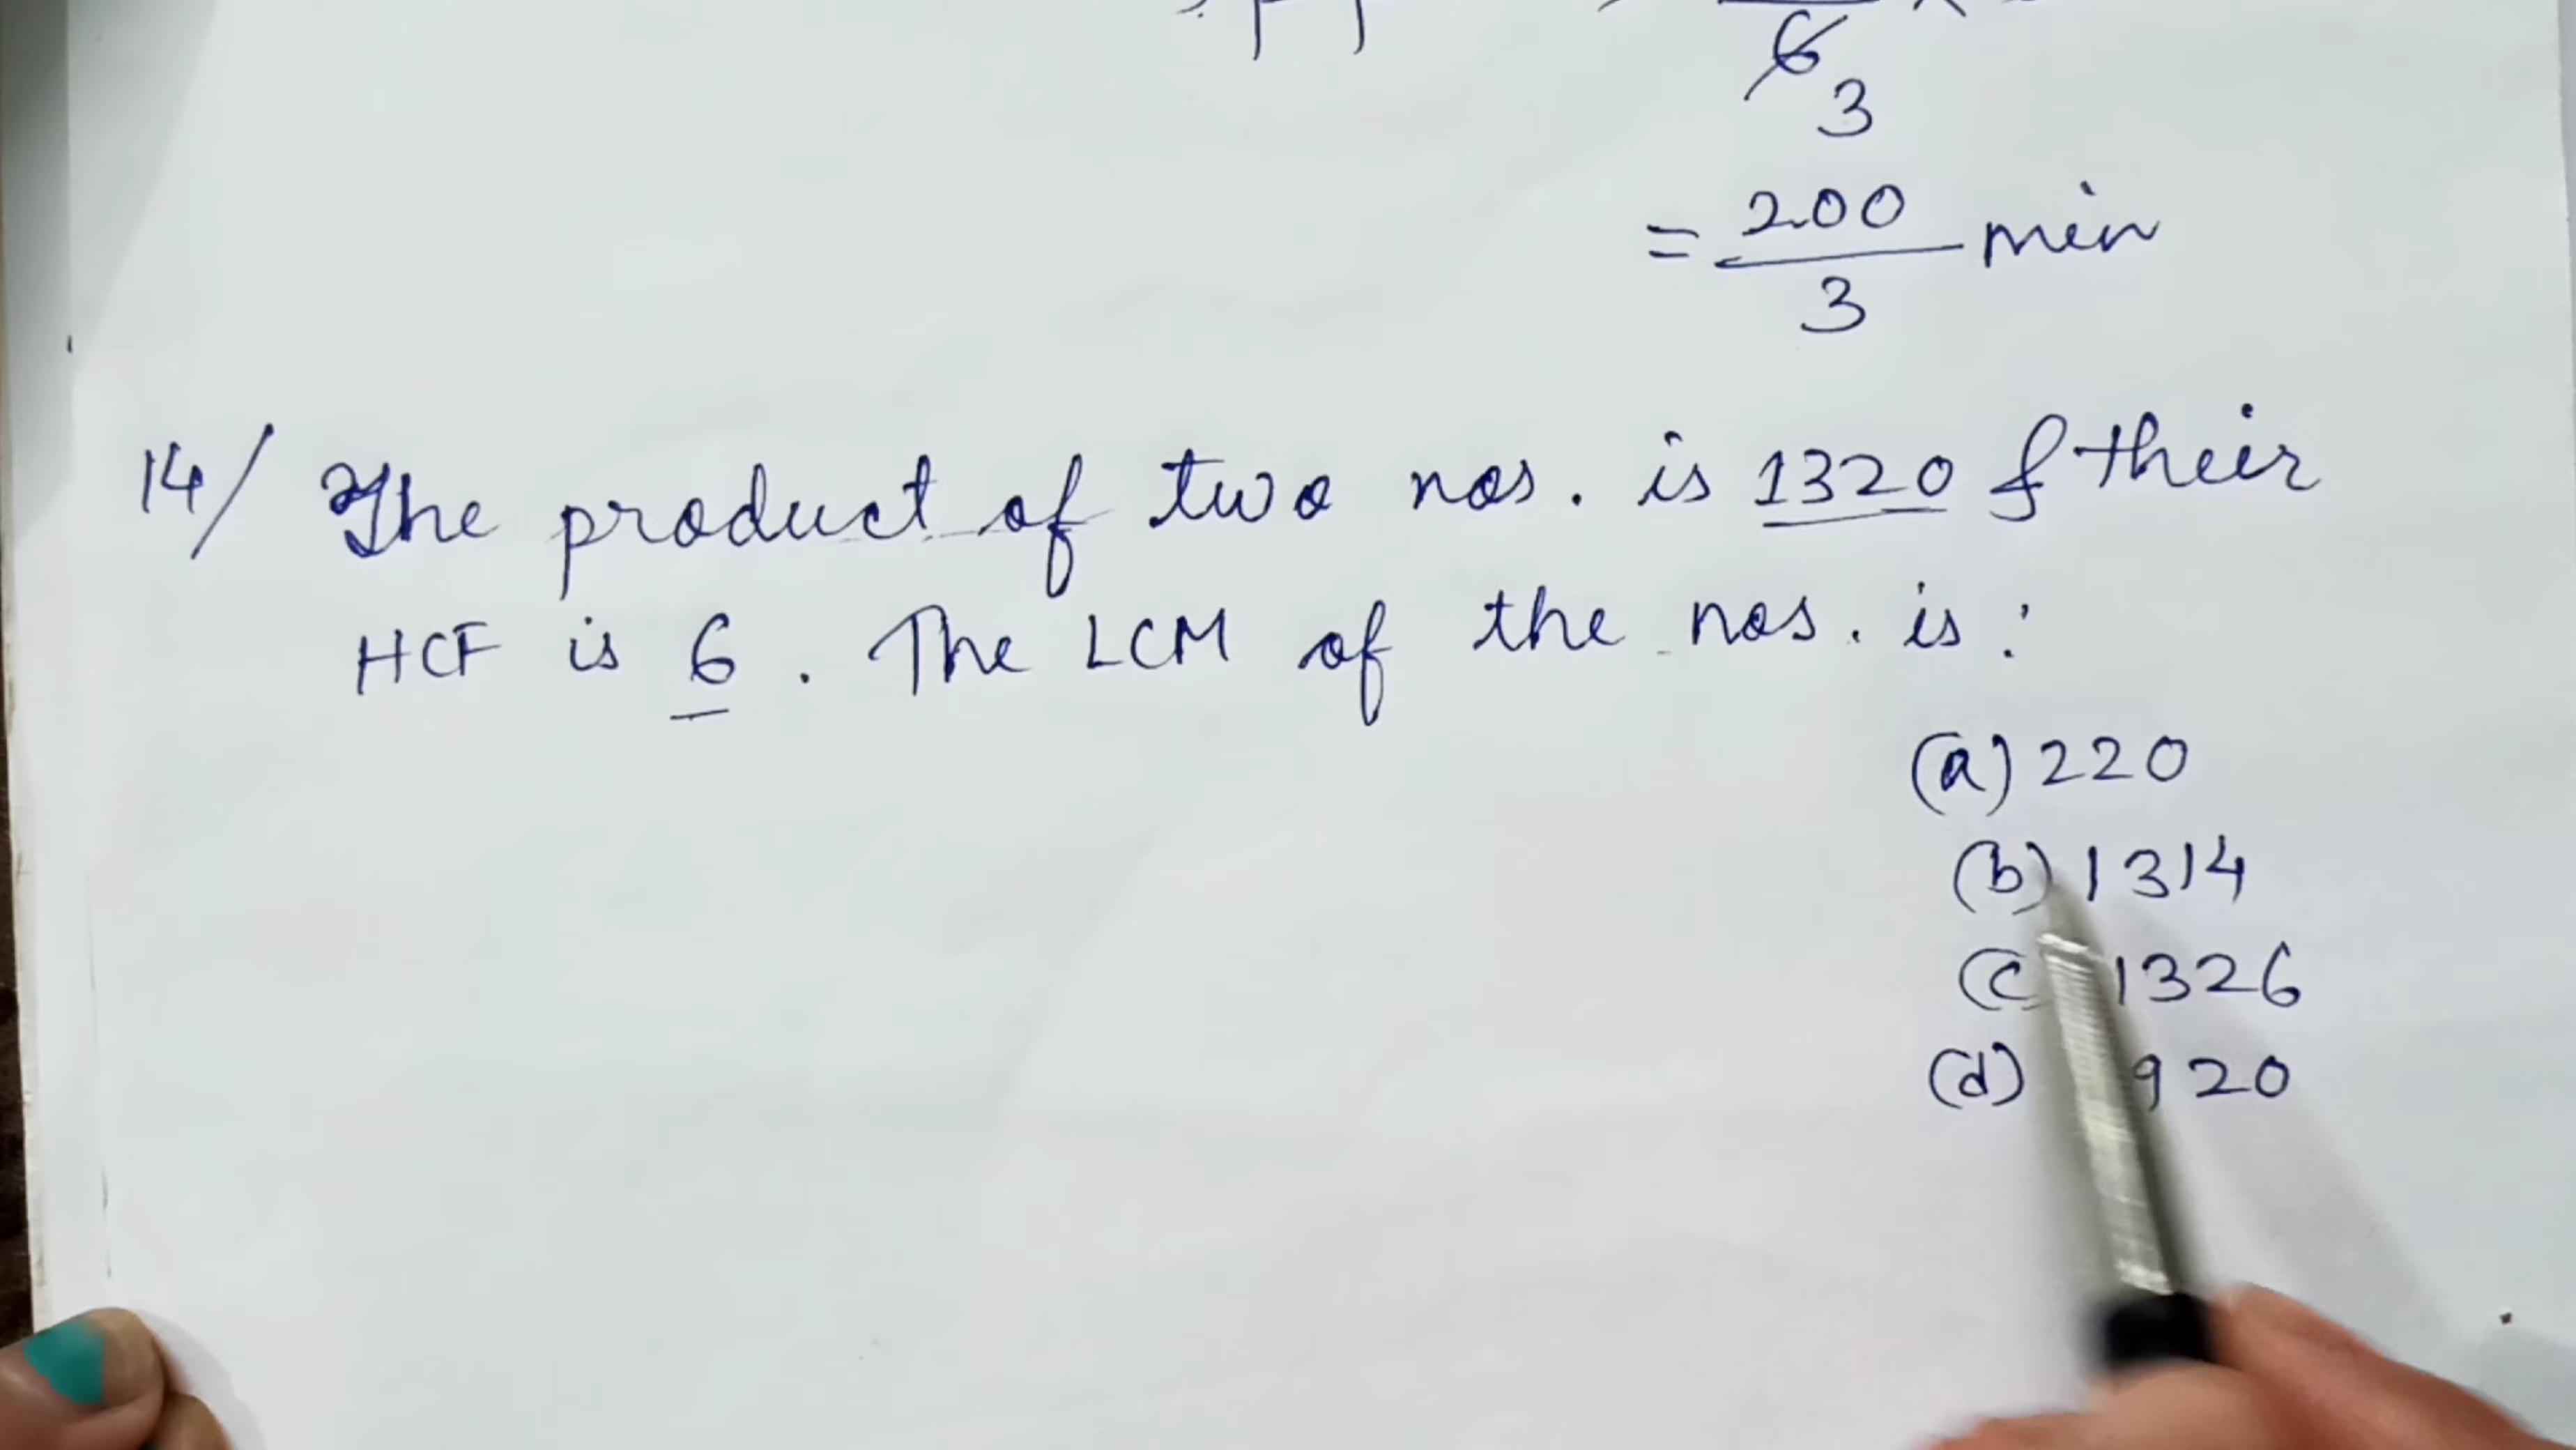 6
3
= 200 min
3
14/ The product of two nos. is 1320 & their
HCF is 6. The LCM of the nos. is:
(a) 220
(b) 1314
(c 1326
(d) 920